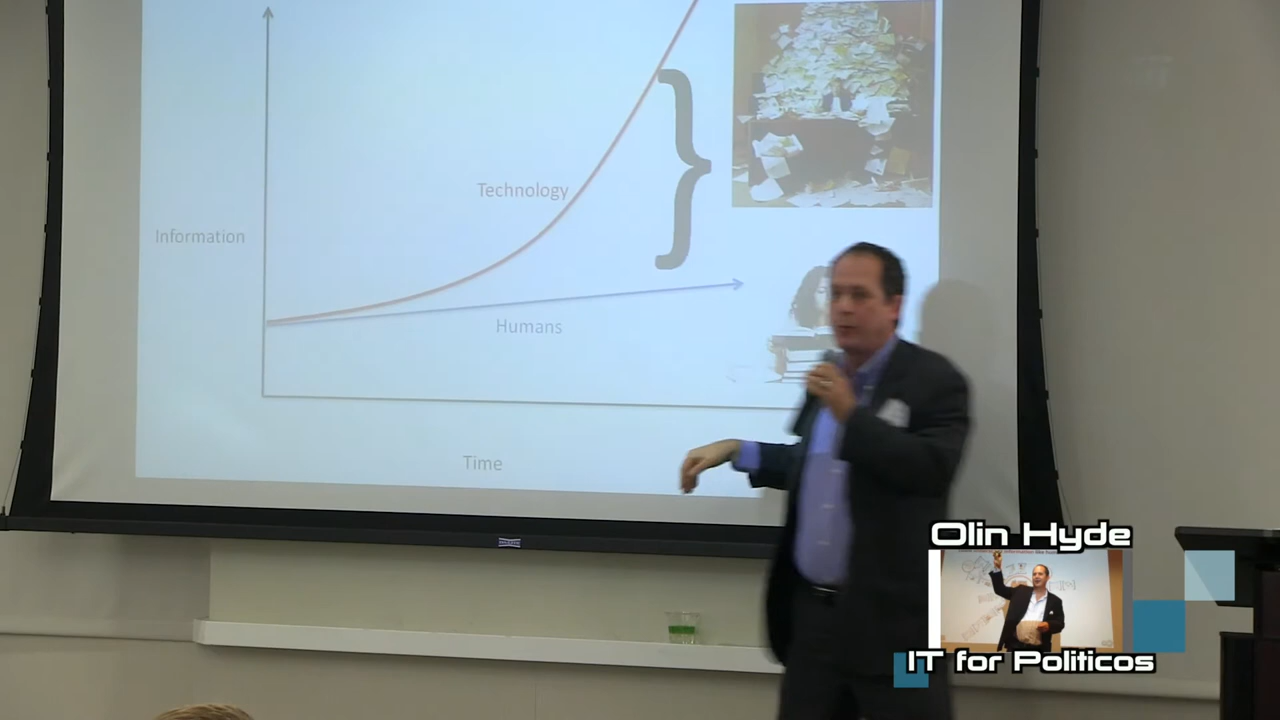 Technology
Information
Humans
Time
Olin Hyde
IT for Politicos